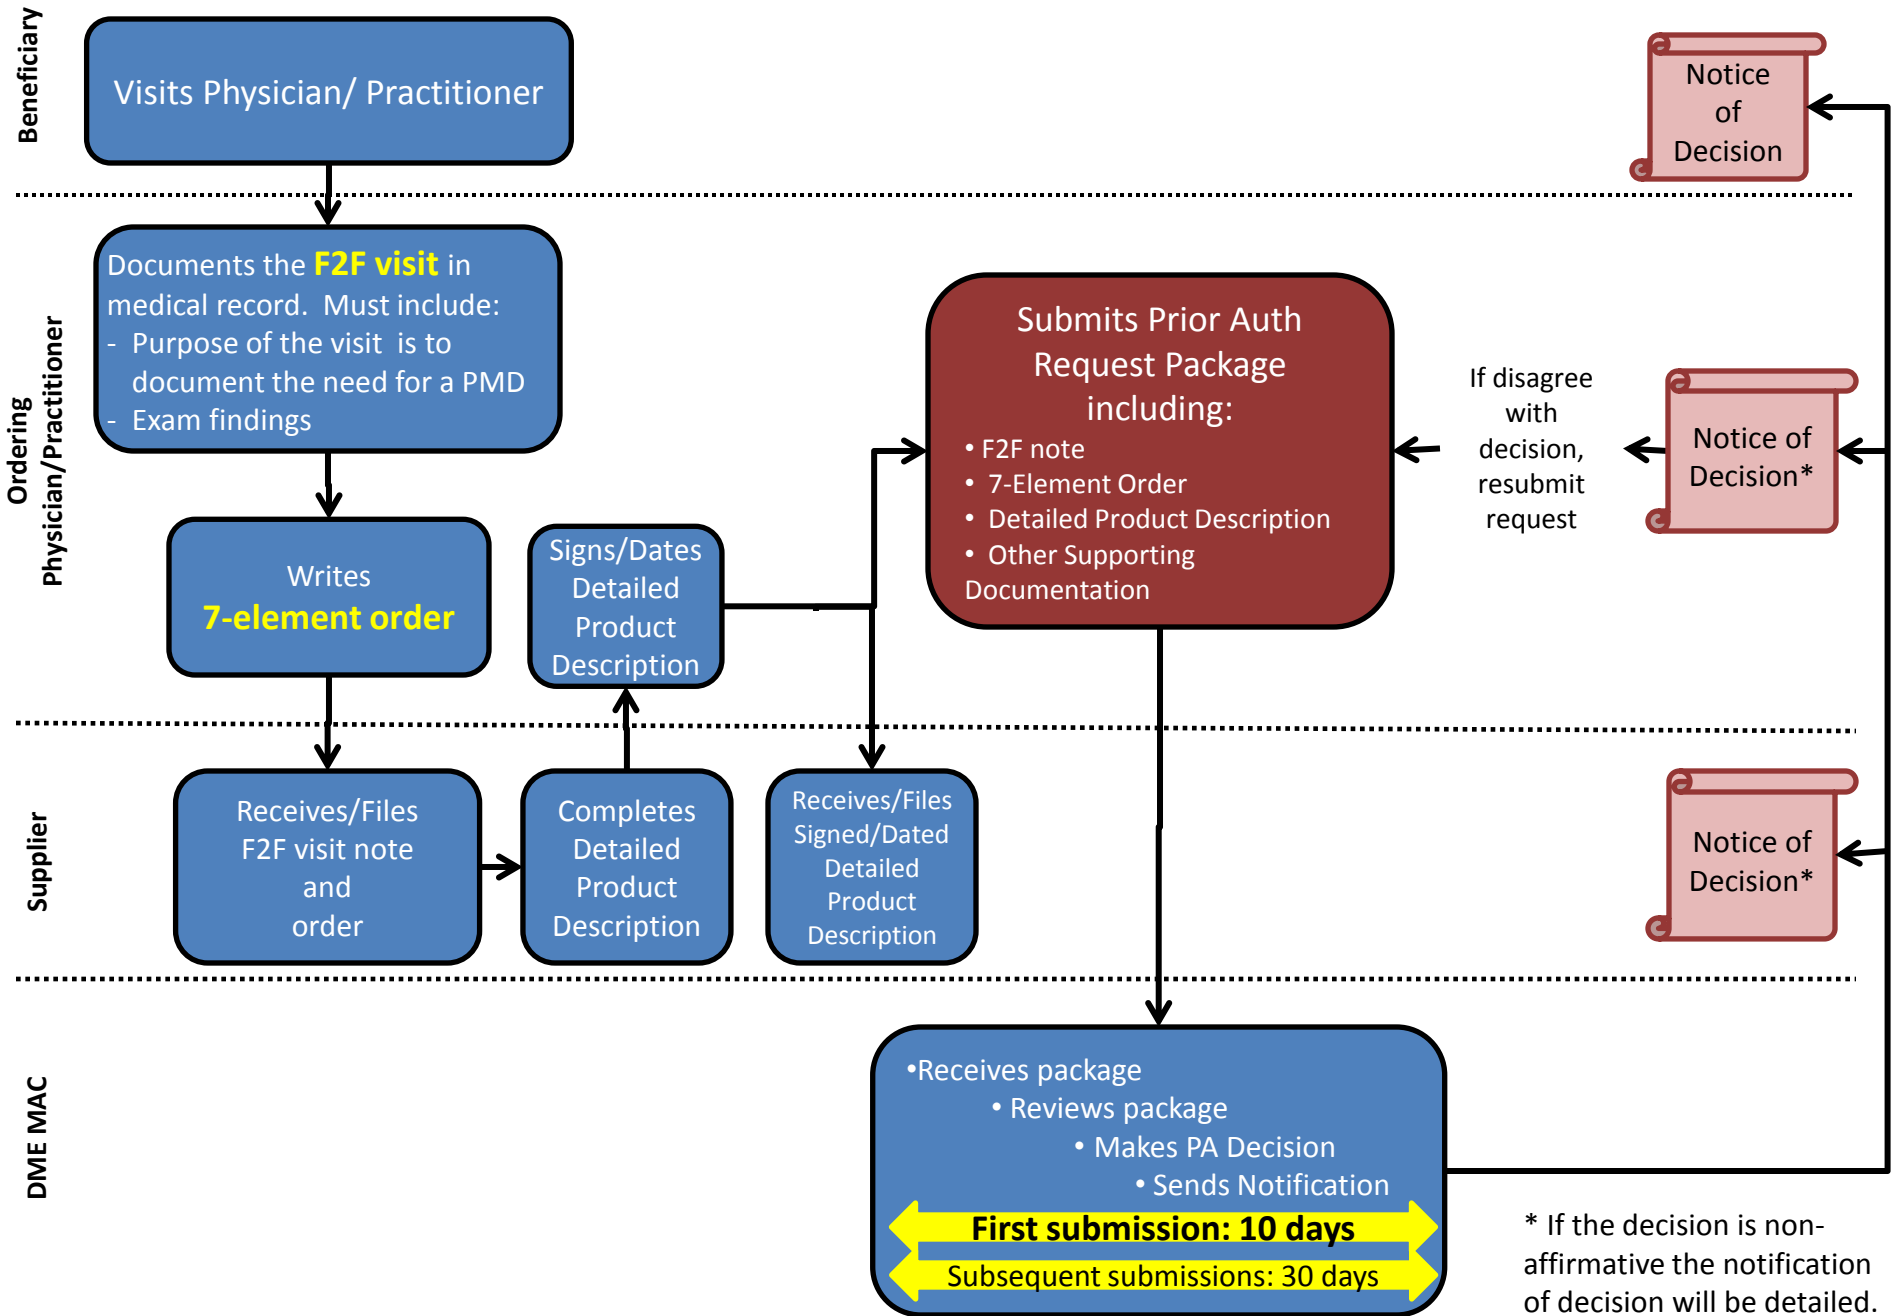 Beneficiary
Visits Physician/ Practitioner
Notice
of
Decision
Ordering
Physician/Practitioner
Documents the F2F visit in
medical record.  Must include:
- Purpose of the visit  is to
document the need for a PMD
- Exam findings
Writes
7-element order
Signs/Dates
Detailed
Product
Description
Submits Prior Auth
Request Package
including:
• F2F note
• 7-Element Order
• Detailed Product Description
• Other Supporting
Documentation
If disagree
with
decision,
resubmit
request
Notice of
Decision*
Supplier
Receives/Files
F2F visit note
and
order
Completes
Detailed
Product
Description
Receives/Files
Signed/Dated
Detailed
Product
Description
Notice of
Decision*
DME MAC
•Receives package
• Reviews package
• Makes PA Decision
• Sends Notification
First submission: 10 days
Subsequent submissions: 30 days
* If the decision is non-
affirmative the notification
of decision will be detailed.